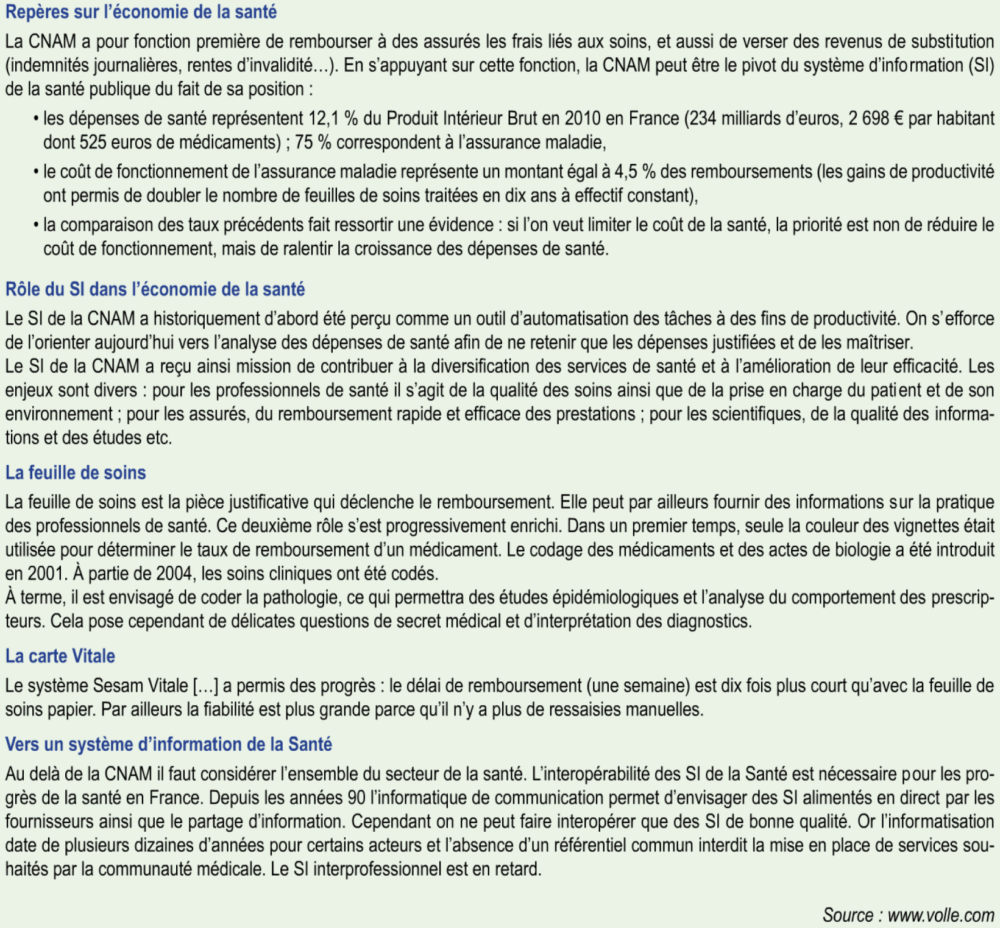 Repères sur l’économie de la santé
La CNAM a pour fonction première de rembourser à des assurés les frais liés aux soins, et aussi de verser des revenus de substitution
(indemnités journalières, rentes d’invalidité…). En s’appuyant sur cette fonction, la CNAM peut être le pivot du système d’information (SI)
de la santé publique du fait de sa position :
• les dépenses de santé représentent 12,1 % du Produit Intérieur Brut en 2010 en France (234 milliards d’euros, 2 698 € par habitant
dont 525 euros de médicaments) ; 75 % correspondent à l’assurance maladie,
• le coût de fonctionnement de l’assurance maladie représente un montant égal à 4,5 % des remboursements (les gains de productivité
ont permis de doubler le nombre de feuilles de soins traitées en dix ans à effectif constant),
• la comparaison des taux précédents fait ressortir une évidence : si l’on veut limiter le coût de la santé, la priorité est non de réduire le
coût de fonctionnement, mais de ralentir la croissance des dépenses de santé.
Rôle du SI dans l’économie de la santé
Le SI de la CNAM a historiquement d’abord été perçu comme un outil d’automatisation des tâches à des fins de productivité. On s’efforce
de l’orienter aujourd’hui vers l’analyse des dépenses de santé afin de ne retenir que les dépenses justifiées et de les maîtriser.
Le SI de la CNAM a reçu ainsi mission de contribuer à la diversification des services de santé et à l’amélioration de leur efficacité. Les
enjeux sont divers : pour les professionnels de santé il s’agit de la qualité des soins ainsi que de la prise en charge du patient et de son
environnement ; pour les assurés, du remboursement rapide et efficace des prestations ; pour les scientifiques, de la qualité des informa-
tions et des études etc.
La feuille de soins
La feuille de soins est la pièce justificative qui déclenche le remboursement. Elle peut par ailleurs fournir des informations sur la pratique
des professionnels de santé. Ce deuxième rôle s’est progressivement enrichi. Dans un premier temps, seule la couleur des vignettes était
utilisée pour déterminer le taux de remboursement d’un médicament. Le codage des médicaments et des actes de biologie a été introduit
en 2001. À partie de 2004, les soins cliniques ont été codés.
À terme, il est envisagé de coder la pathologie, ce qui permettra des études épidémiologiques et l’analyse du comportement des prescrip-
teurs. Cela pose cependant de délicates questions de secret médical et d’interprétation des diagnostics.
La carte Vitale
Le système Sesam Vitale […] a permis des progrès : le délai de remboursement (une semaine) est dix fois plus court qu’avec la feuille de
soins papier. Par ailleurs la fiabilité est plus grande parce qu’il n’y a plus de ressaisies manuelles.
Vers un système d’information de la Santé
Au delà de la CNAM il faut considérer l’ensemble du secteur de la santé. L’interopérabilité des SI de la Santé est nécessaire pour les pro-
grès de la santé en France. Depuis les années 90 l’informatique de communication permet d’envisager des SI alimentés en direct par les
fournisseurs ainsi que le partage d’information. Cependant on ne peut faire interopérer que des SI de bonne qualité. Or l’informatisation
date de plusieurs dizaines d’années pour certains acteurs et l’absence d’un référentiel commun interdit la mise en place de services sou-
haités par la communauté médicale. Le SI interprofessionnel est en retard.
Source : www.volle.com